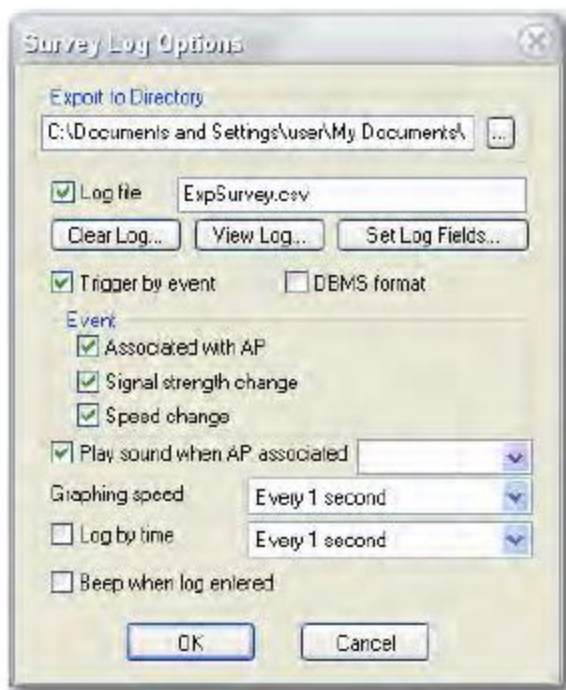 Survey Log Options
Export to Directory
C:\Documents and Settings\user\My Documents\ ...
Log file ExpSurvey.csv
Clear Log... View Log... Set Log Fields...
Trigger by event DBMS format
Event
Associated with AP
Signal strength change
Speed change
Play sound when AP associated
Graphing speed Every 1 second
Log by time Every 1 second
Beep when log entered
OK Cancel